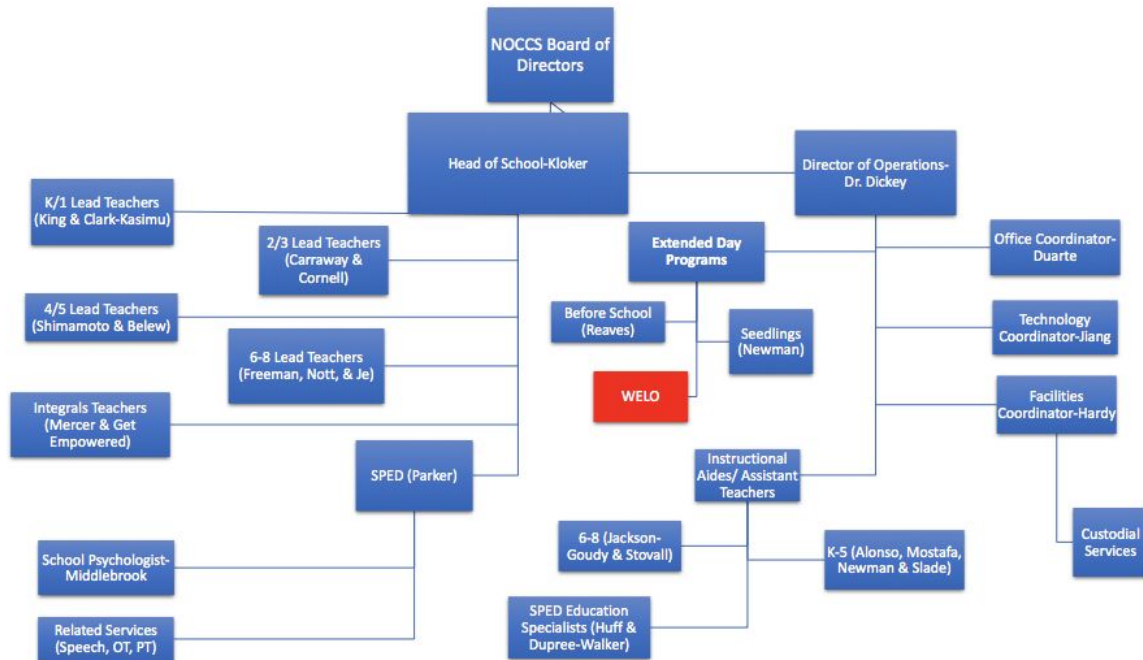 NOCCS Board of
Directors
Head of School-Kloker
Director of Operations-
Dr. Dickey
K/1 Lead Teachers
(King & Clark-Kasimu)
2/3 Lead Teachers
(Carraway &
Cornell)
Extended Day
Programs
Office Coordinator-
Duarte
4/5 Lead Teachers
(Shimamoto & Belew)
Before School
(Reaves)
Seedlings
(Newman)
Technology
Coordinator-Jiang
6-8 Lead Teachers
(Freeman, Nott, & Je)
WELO
Facilities
Coordinator-Hardy
Integrals Teachers
(Mercer & Get
Empowered)
SPED (Parker)
Instructional
Aides/ Assistant
Teachers
School Psychologist-
Middlebrook
6-8 (Jackson-
Goudy & Stovall)
K-5 (Alonso, Mostafa,
Newman & Slade)
Custodial
Services
Related Services
(Speech, OT, PT)
SPED Education
Specialists (Huff &
Dupree-Walker)